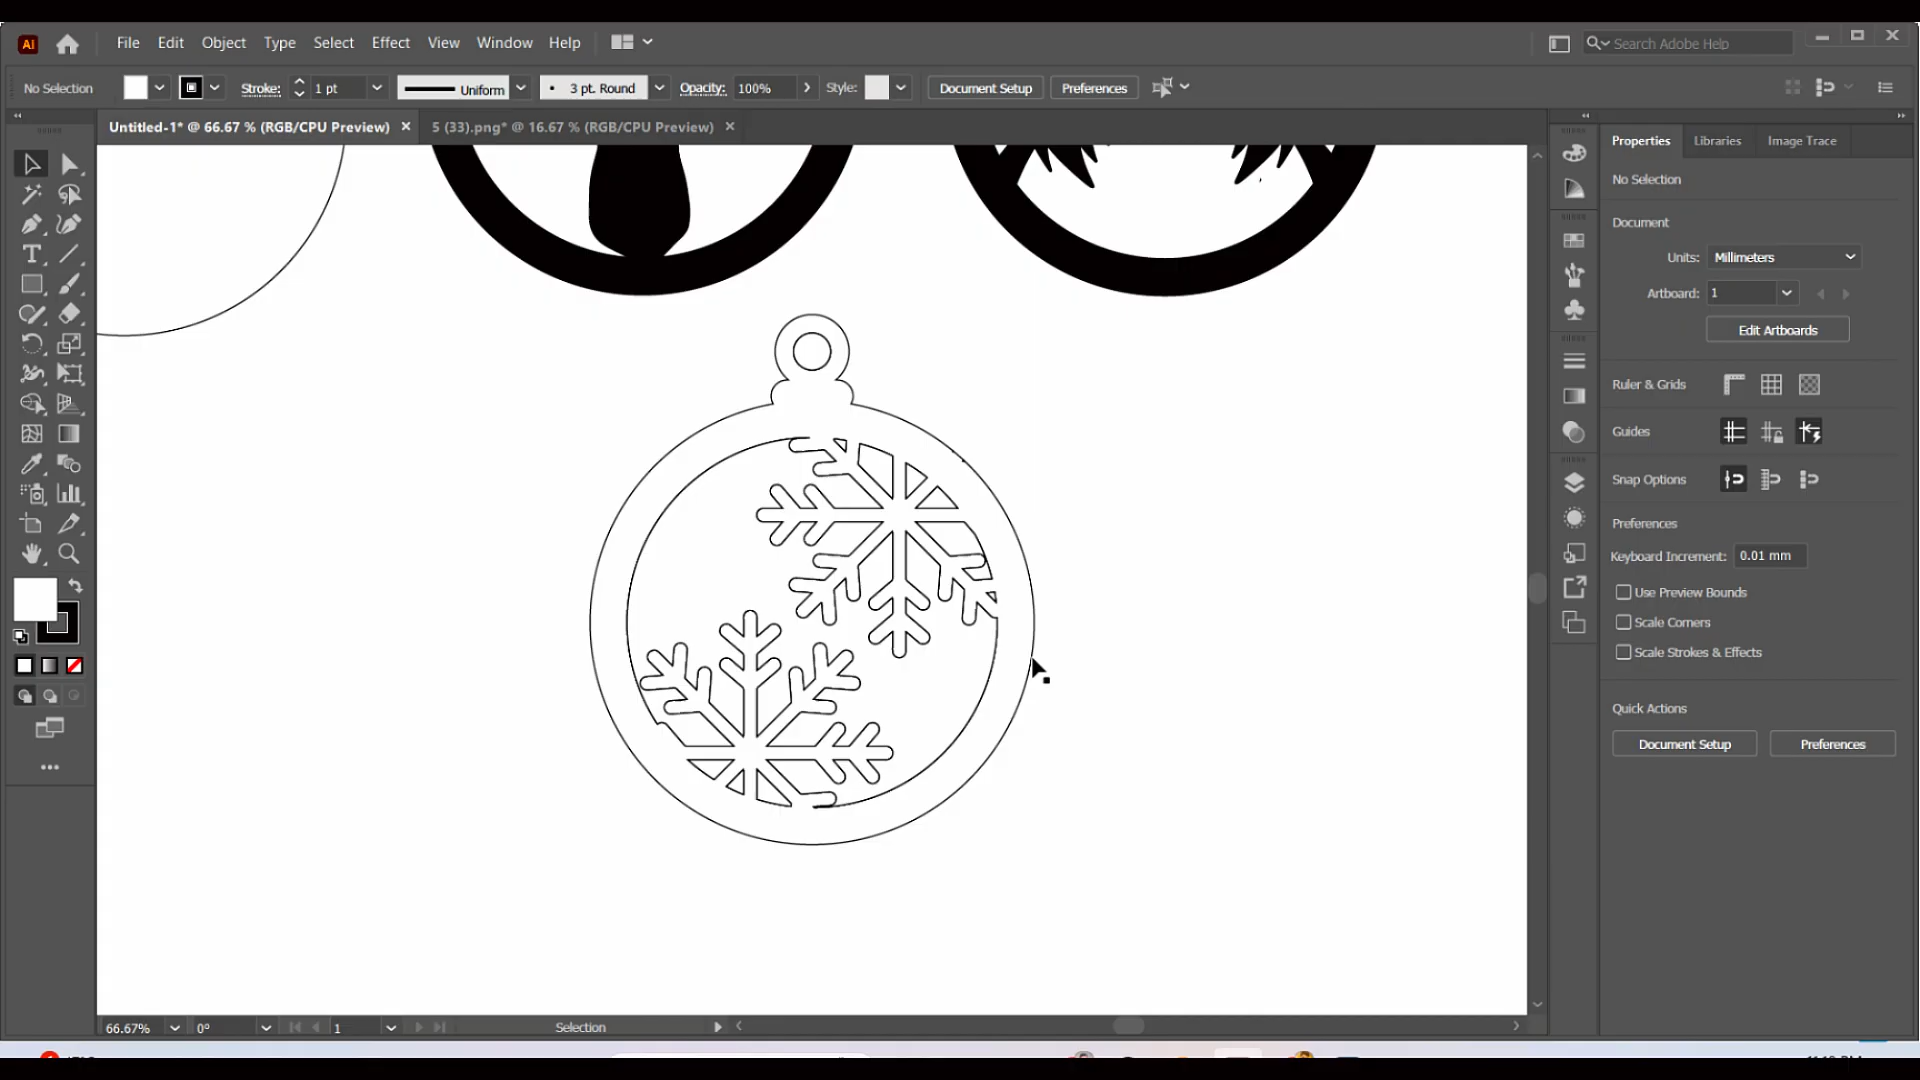 Ai File Edit Object Type Select Effect View Window Help Search Adobe Help
No Selection Stroke: 1 pt Uniform 3 pt. Round Opacity: 100% Style: Document Setup Preferences
Untitled-1* @ 66.67 % (RGB/CPU Preview) × 5 (33).png* @ 16.67 % (RGB/CPU Preview) ×
Properties Libraries Image Trace
No Selection
Document
Units: Millimeters
Artboard: 1
Edit Artboards
Ruler & Grids
Guides
Snap Options
Preferences
Keyboard Increment: 0.01 mm
Use Preview Bounds
Scale Corners
Scale Strokes & Effects
Quick Actions
Document Setup Preferences
66.67% 0° 1 Selection